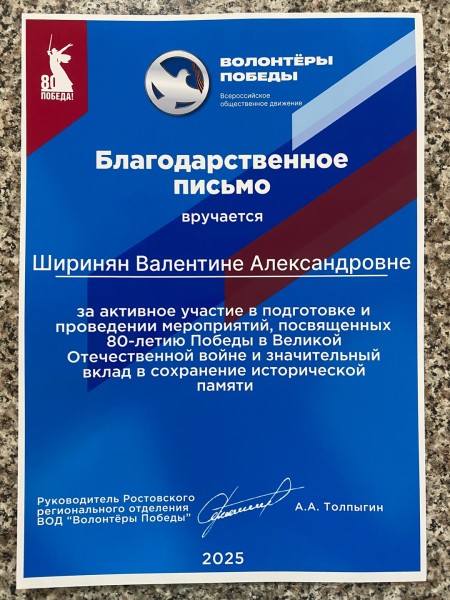 80
ПОБЕДА!
ВОЛОНТЁРЫ
ПОБЕДЫ
Всероссийское
общественное движение
Благодарственное
письмо
вручается
Ширинян Валентине Александровне
за активное участие в подготовке и
проведении мероприятий, посвященных
80-летию Победы в Великой
Отечественной войне и значительный
вклад в сохранение исторической
памяти
Руководитель Ростовского
регионального отделения
ВОД "Волонтёры Победы"
А.А. Толпыгин
2025